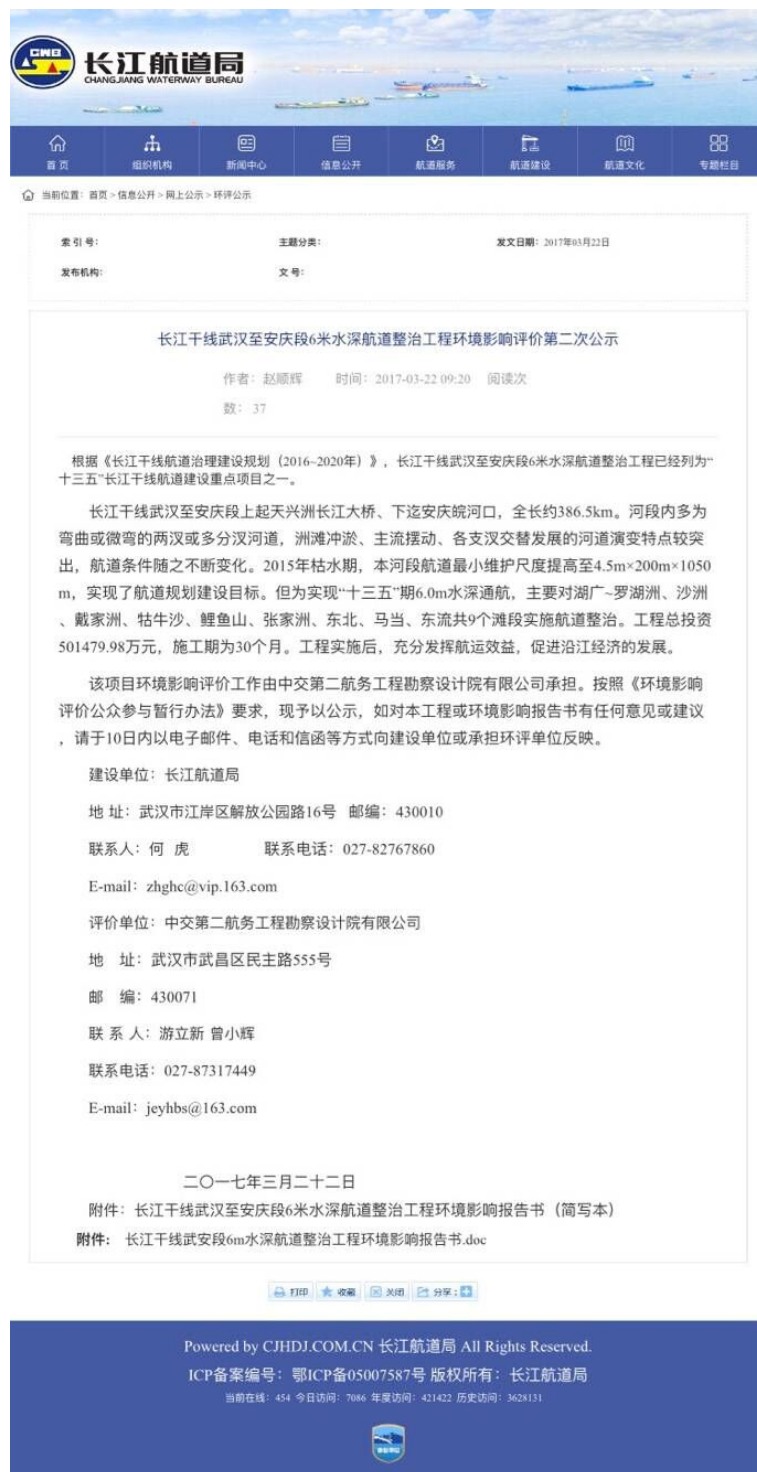 CWB
长江航道局
CHANGJIANG WATERWAY BUREAU
首 页 组织机构 新闻中心 信息公开 航道服务 航道建设 航道文化 专题栏目
当前位置：首页 > 信息公开 > 网上公示 > 环评公示
索 引 号： 主题分类： 发文日期：2017年03月22日
发布机构： 文 号：
长江干线武汉至安庆段6米水深航道整治工程环境影响评价第二次公示
作者：赵顺辉 时间：2017-03-22 09:20 阅读次
数：37
根据《长江干线航道治理建设规划（2016~2020年）》，长江干线武汉至安庆段6米水深航道整治工程已经列为“
十三五”长江干线航道建设重点项目之一。
长江干线武汉至安庆段上起天兴洲长江大桥、下迄安庆皖河口，全长约386.5km。河段内多为
弯曲或微弯的两汊或多分汊河道，洲滩冲淤、主流摆动、各支汊交替发展的河道演变特点较突
出，航道条件随之不断变化。2015年枯水期，本河段航道最小维护尺度提高至4.5m×200m×1050
m，实现了航道规划建设目标。但为实现“十三五”期6.0m水深通航，主要对湖广~罗湖洲、沙洲
、戴家洲、牯牛沙、鲤鱼山、张家洲、东北、马当、东流共9个滩段实施航道整治。工程总投资
501479.98万元，施工期为30个月。工程实施后，充分发挥航运效益，促进沿江经济的发展。
该项目环境影响评价工作由中交第二航务工程勘察设计院有限公司承担。按照《环境影响
评价公众参与暂行办法》要求，现予以公示，如对本工程或环境影响报告书有任何意见或建议
，请于10日内以电子邮件、电话和信函等方式向建设单位或承担环评单位反映。
建设单位：长江航道局
地 址：武汉市江岸区解放公园路16号 邮编：430010
联系人：何 虎 联系电话：027-82767860
E-mail：zhghc@vip.163.com
评价单位：中交第二航务工程勘察设计院有限公司
地 址：武汉市武昌区民主路555号
邮 编：430071
联 系 人：游立新 曾小辉
联系电话：027-87317449
E-mail：jeyhbs@163.com
二〇一七年三月二十二日
附件：长江干线武汉至安庆段6米水深航道整治工程环境影响报告书（简写本）
附件： 长江干线武安段6m水深航道整治工程环境影响报告书.doc
打印 收藏 关闭 分享：
Powered by CJHDJ.COM.CN 长江航道局 All Rights Reserved.
ICP备案编号：鄂ICP备05007587号 版权所有：长江航道局
当前在线：454 今日访问：7086 年度访问：421422 历史访问：3628131